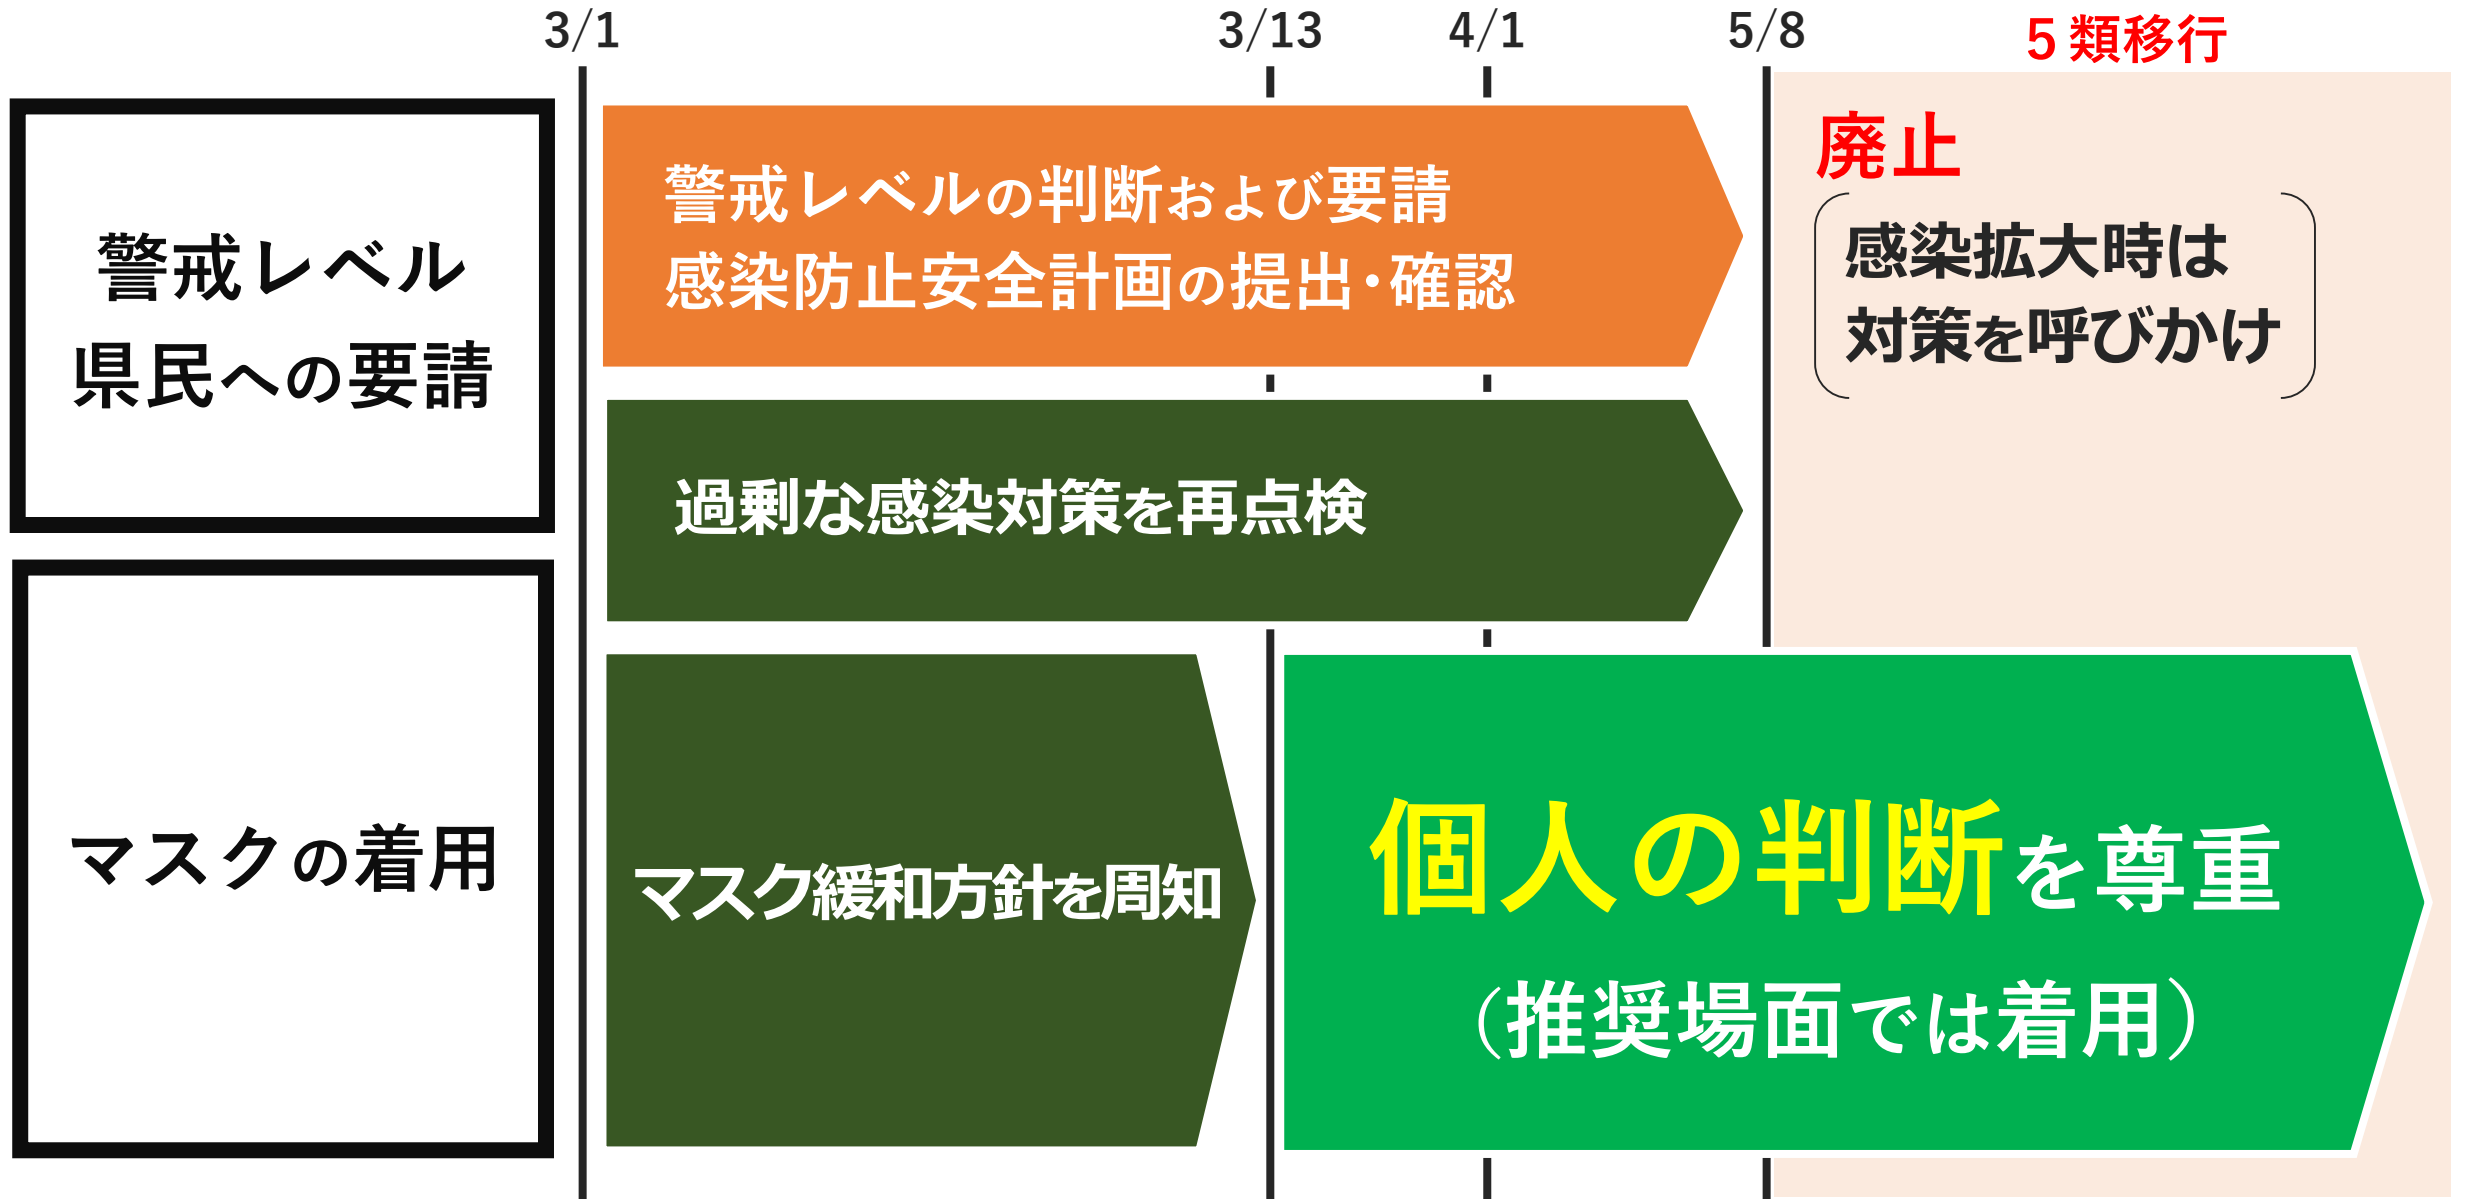 3/1
3/13
4/1
5/8
5類移行
警戒レベル
県民への要請
警戒レベルの判断および要請
感染防止安全計画の提出・確認
廃止
感染拡大時は
対策を呼びかけ
過剰な感染対策を再点検
マスクの着用
マスク緩和方針を周知
個人の判断を尊重
（推奨場面では着用）